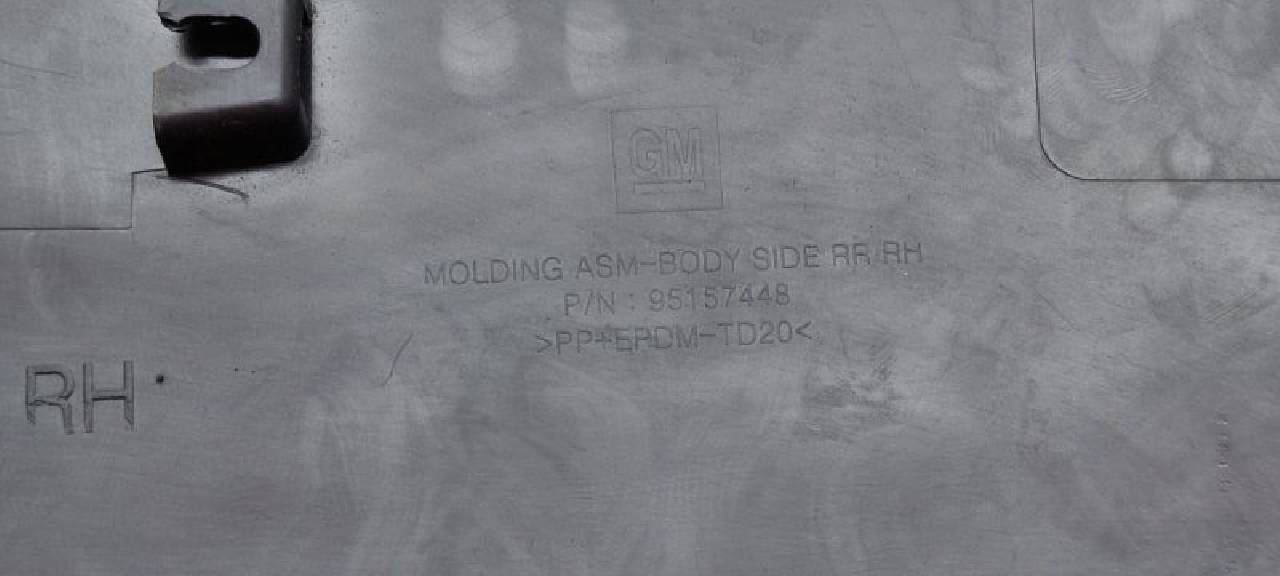 GM
MOLDING ASM-BODY SIDE RR RH
P/N : 95157448
>PP+EPDM-TD20<
RH